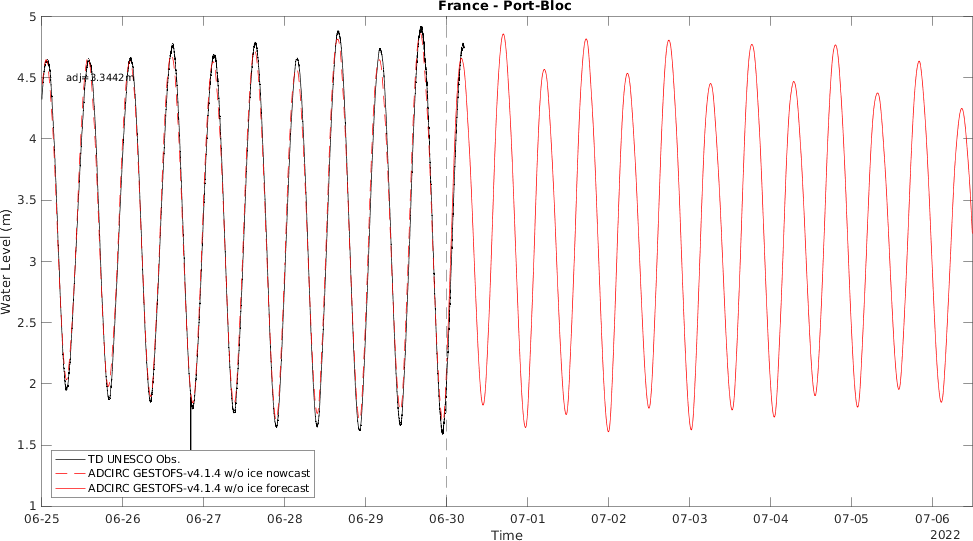 France - Port-Bloc
5
4.5
4
3.5
3
2.5
2
1.5
1
Water Level (m)
adj=3.3442 m
TD UNESCO Obs.
ADCIRC GESTOFS-v4.1.4 w/o ice nowcast
ADCIRC GESTOFS-v4.1.4 w/o ice forecast
06-25 06-26 06-27 06-28 06-29 06-30 07-01 07-02 07-03 07-04 07-05 07-06
Time
2022